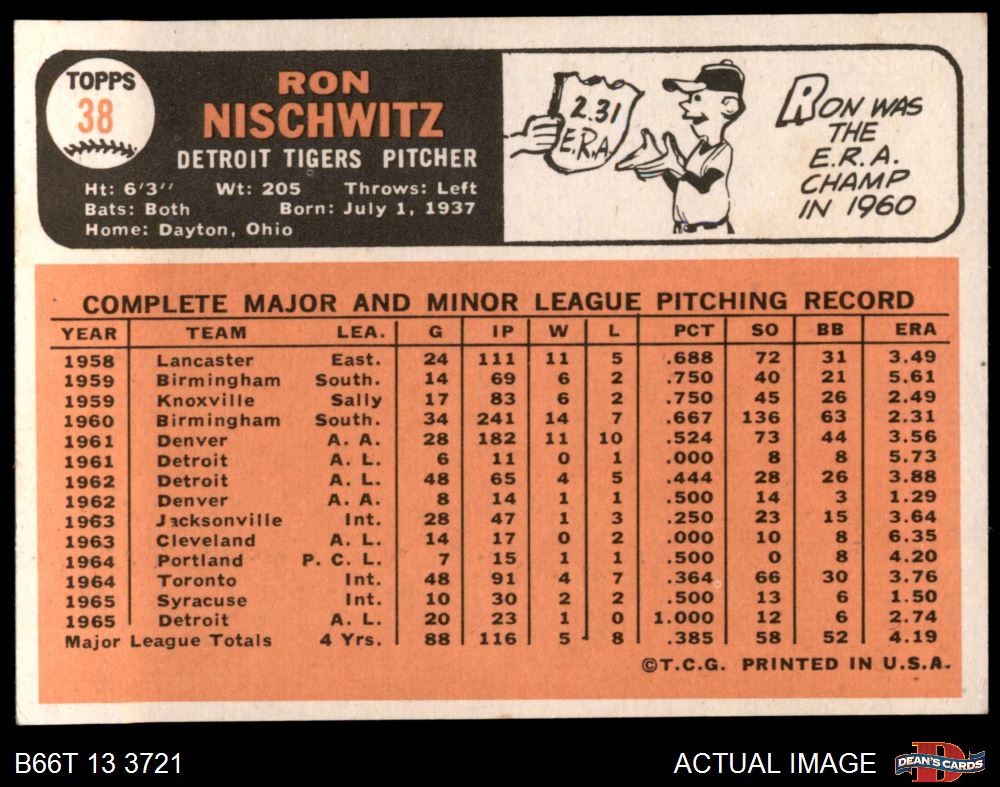 TOPPS
38
RON
NISCHWITZ
DETROIT TIGERS PITCHER
Ht: 6'3" Wt: 205 Throws: Left
Bats: Both Born: July 1, 1937
Home: Dayton, Ohio
2.31
E.R.A.
RON WAS
THE
E.R.A.
CHAMP
IN 1960
COMPLETE MAJOR AND MINOR LEAGUE PITCHING RECORD
YEAR TEAM LEA. G IP W L PCT SO BB ERA
1958 Lancaster East. 24 111 11 5 .688 72 31 3.49
1959 Birmingham South. 14 69 6 2 .750 40 21 5.61
1959 Knoxville Sally 17 83 6 2 .750 45 26 2.49
1960 Birmingham South. 34 241 14 7 .667 136 63 2.31
1961 Denver A. A. 28 182 11 10 .524 73 44 3.56
1961 Detroit A. L. 6 11 0 1 .000 8 8 5.73
1962 Detroit A. L. 48 65 4 5 .444 28 26 3.88
1962 Denver A. A. 8 14 1 1 .500 14 3 1.29
1963 Jacksonville Int. 28 47 1 3 .250 23 15 3.64
1963 Cleveland A. L. 14 17 0 2 .000 10 8 6.35
1964 Portland P. C. L. 7 15 1 1 .500 0 8 4.20
1964 Toronto Int. 48 91 4 7 .364 66 30 3.76
1965 Syracuse Int. 10 30 2 2 .500 13 6 1.50
1965 Detroit A. L. 20 23 1 0 1.000 12 6 2.74
Major League Totals 4 Yrs. 88 116 5 8 .385 58 52 4.19
©T.C.G. PRINTED IN U.S.A.
B66T 13 3721 ACTUAL IMAGE
D
DEAN'S CARDS